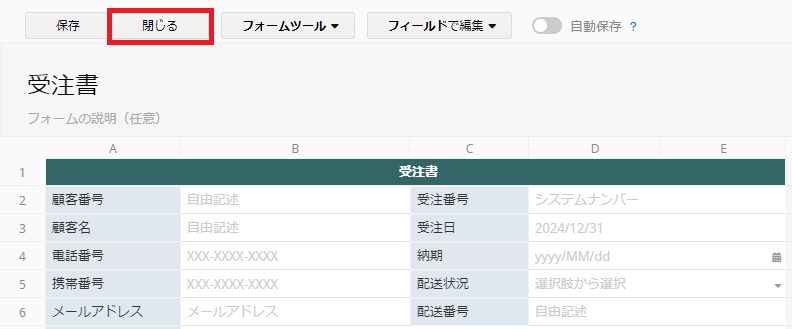 保存 閉じる フォームツール フィールドで編集 自動保存 ?
受注書
フォームの説明（任意）
A B C D E
1 受注書
2 顧客番号 自由記述 受注番号 システムナンバー
3 顧客名 自由記述 受注日 2024/12/31
4 電話番号 XXX-XXXX-XXXX 納期 yyyy/MM/dd
5 携帯番号 XXX-XXXX-XXXX 配送状況 選択肢から選択
6 メールアドレス メールアドレス 配送番号 自由記述